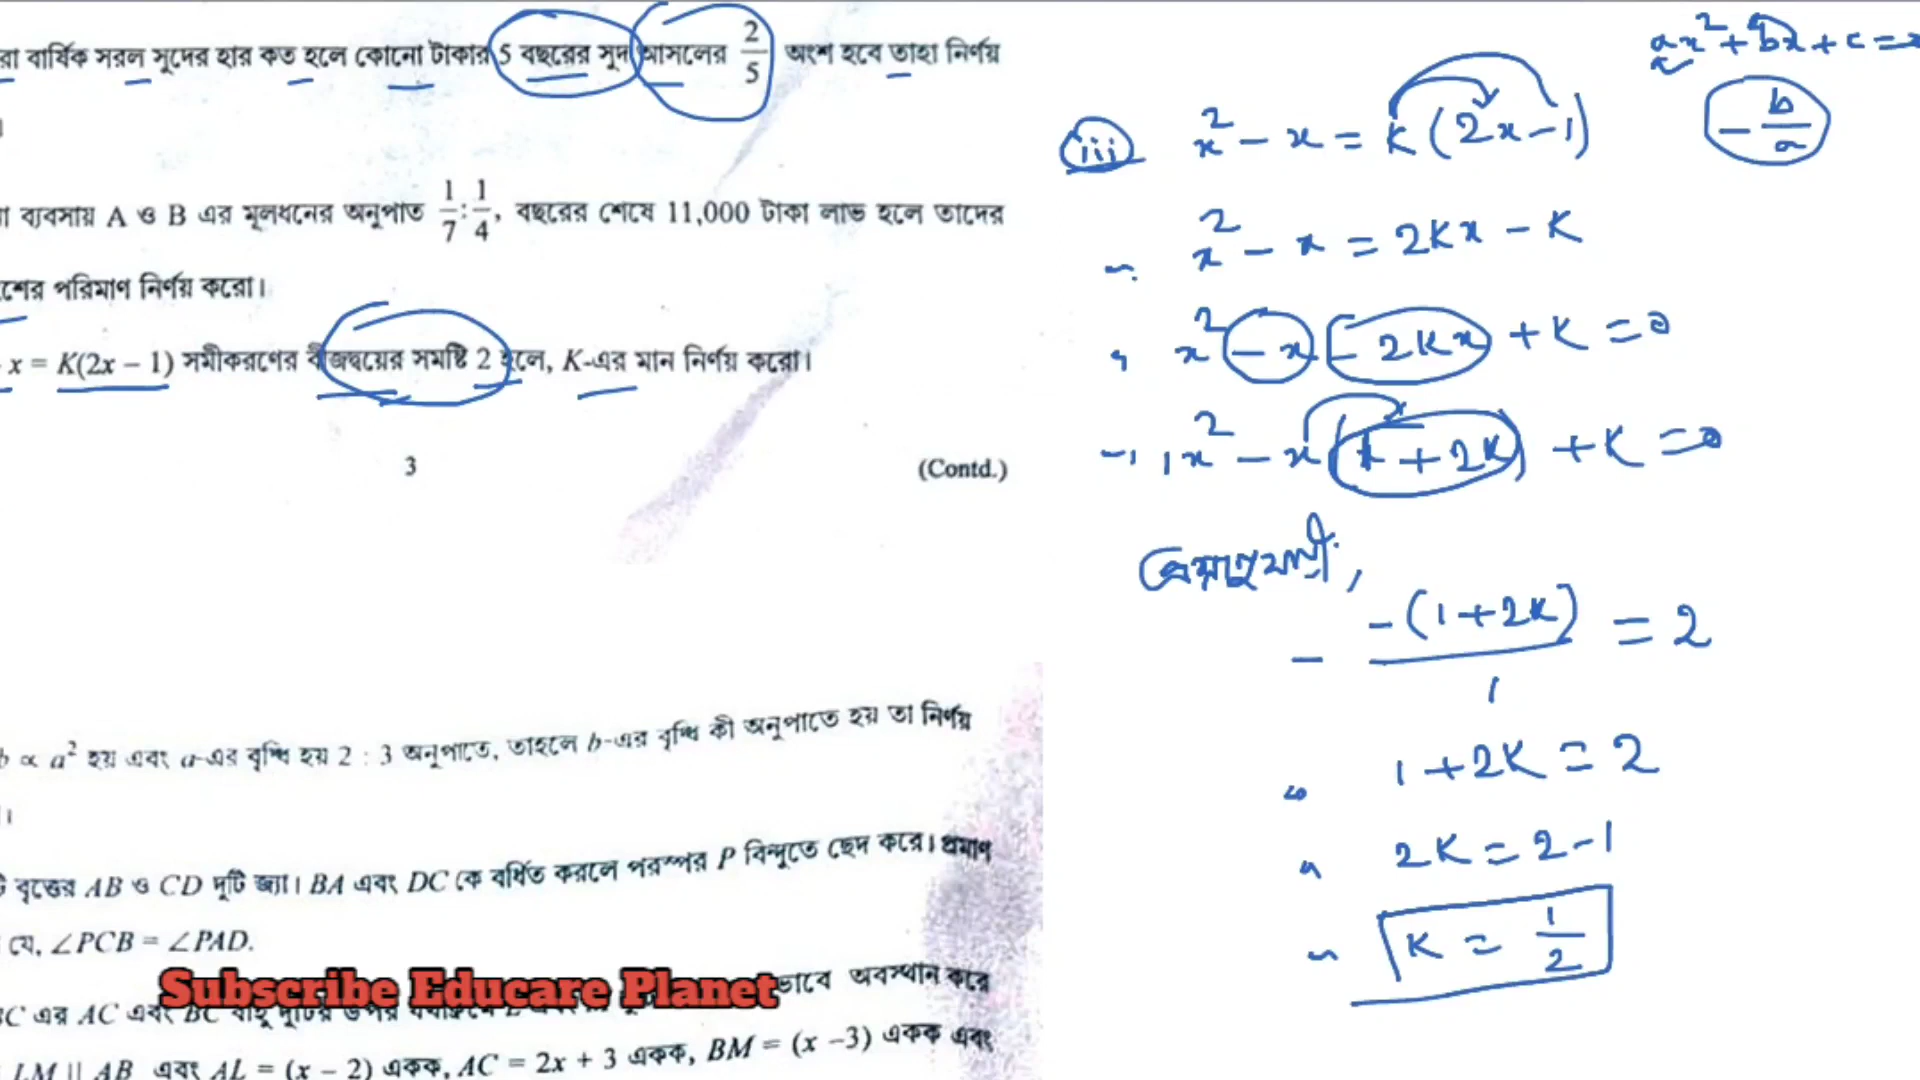 রা বার্ষিক সরল সুদের হার কত হলে কোনো টাকার 5 বছরের সুদ আসলের 2/5 অংশ হবে তাহা নির্ণয়
।
ব্যবসায় A ও B এর মূলধনের অনুপাত 1/7 : 1/4, বছরের শেষে 11,000 টাকা লাভ হলে তাদের
শের পরিমাণ নির্ণয় করো।
x = K(2x – 1) সমীকরণের বীজদ্বয়ের সমষ্টি 2 হলে, K-এর মান নির্ণয় করো।
3
(Contd.)
b ∝ a² হয় এবং a-এর বৃদ্ধি হয় 2 : 3 অনুপাতে, তাহলে b-এর বৃদ্ধি কী অনুপাতে হয় তা নির্ণয়
।
টি বৃত্তের AB ও CD দুটি জ্যা। BA এবং DC কে বর্ধিত করলে পরস্পর P বিন্দুতে ছেদ করে। প্রমাণ
যে, ∠PCB = ∠PAD.
Subscribe Educare Planet
BC এর AC এবং BC বাহু দুটির উপর ভাবে অবস্থান করে
LM || AB এবং AL = (x – 2) একক, AC = 2x + 3 একক, BM = (x –3) একক এবং
ax² + bx + c =
– b/a
iii x² – x = K (2x – 1)
x² – x = 2Kx – K
x² – x – 2Kx + K = 0
1x² – x (1 + 2K) + K = 0
প্রশ্নানুযায়ী,
– –(1+2K)/1 = 2
1 + 2K = 2
2K = 2 - 1
K = 1/2